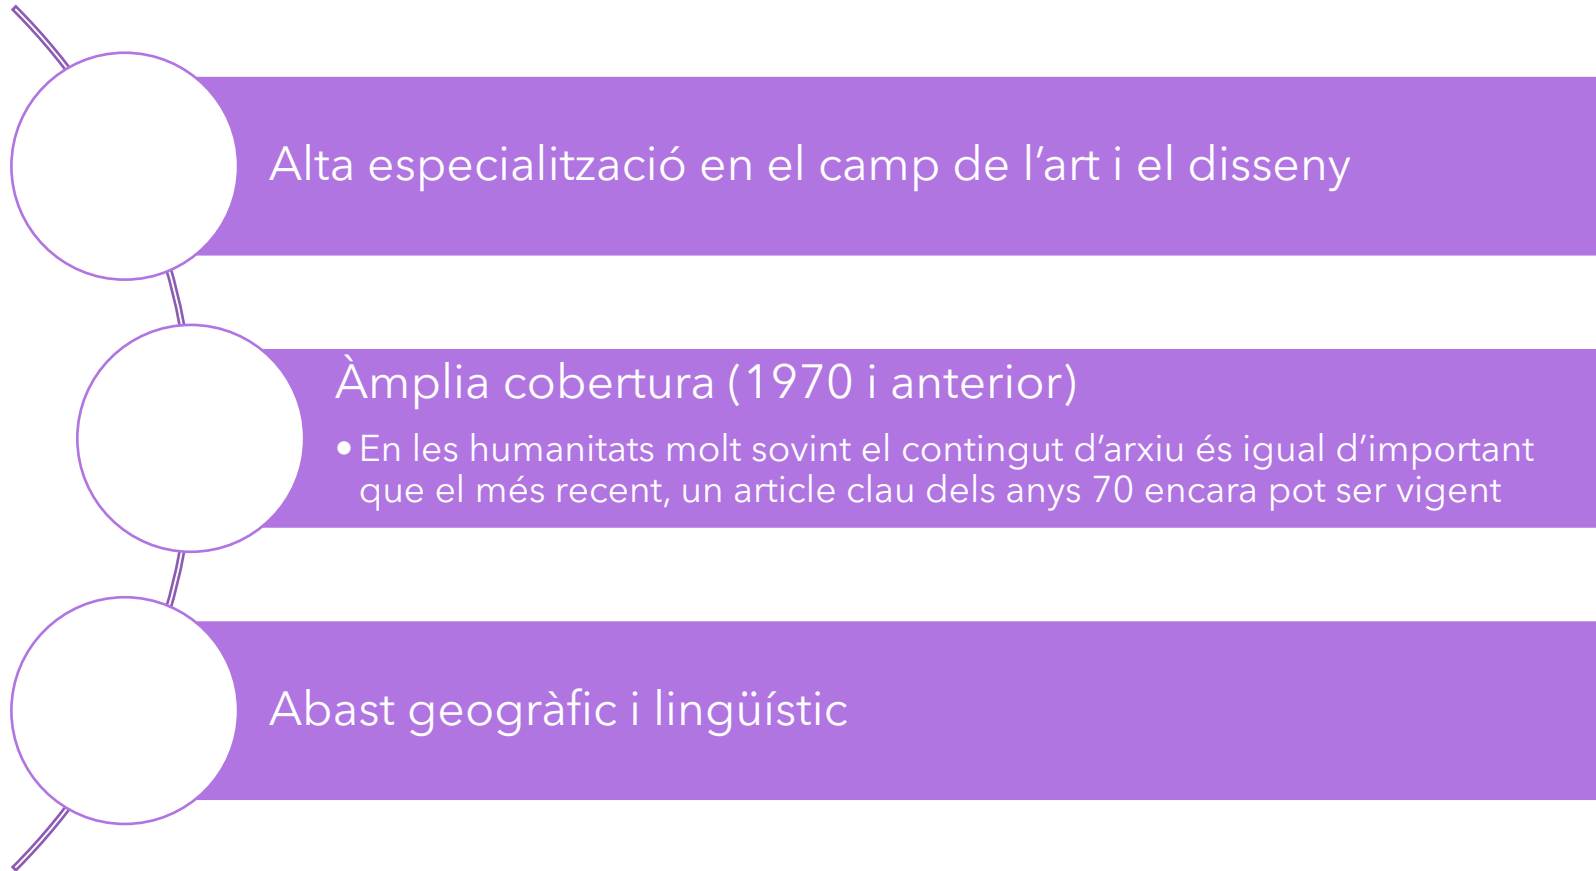 Alta especialització en el camp de l’art i el disseny
Àmplia cobertura (1970 i anterior)
• En les humanitats molt sovint el contingut d’arxiu és igual d’important
que el més recent, un article clau dels anys 70 encara pot ser vigent
Abast geogràfic i lingüístic